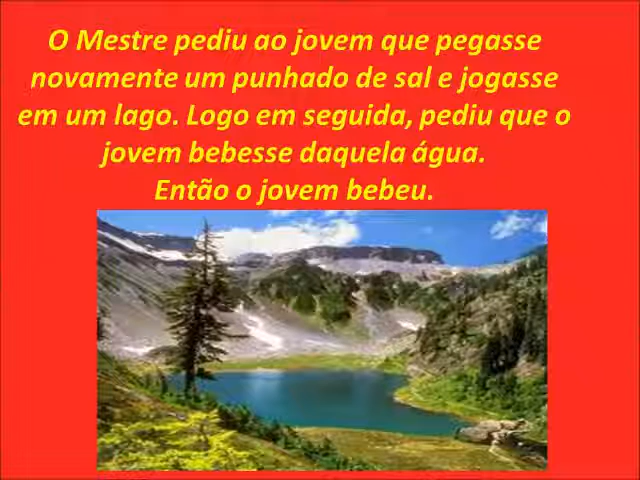 O Mestre pediu ao jovem que pegasse
novamente um punhado de sal e jogasse
em um lago. Logo em seguida, pediu que o
jovem bebesse daquela água.
Então o jovem bebeu.